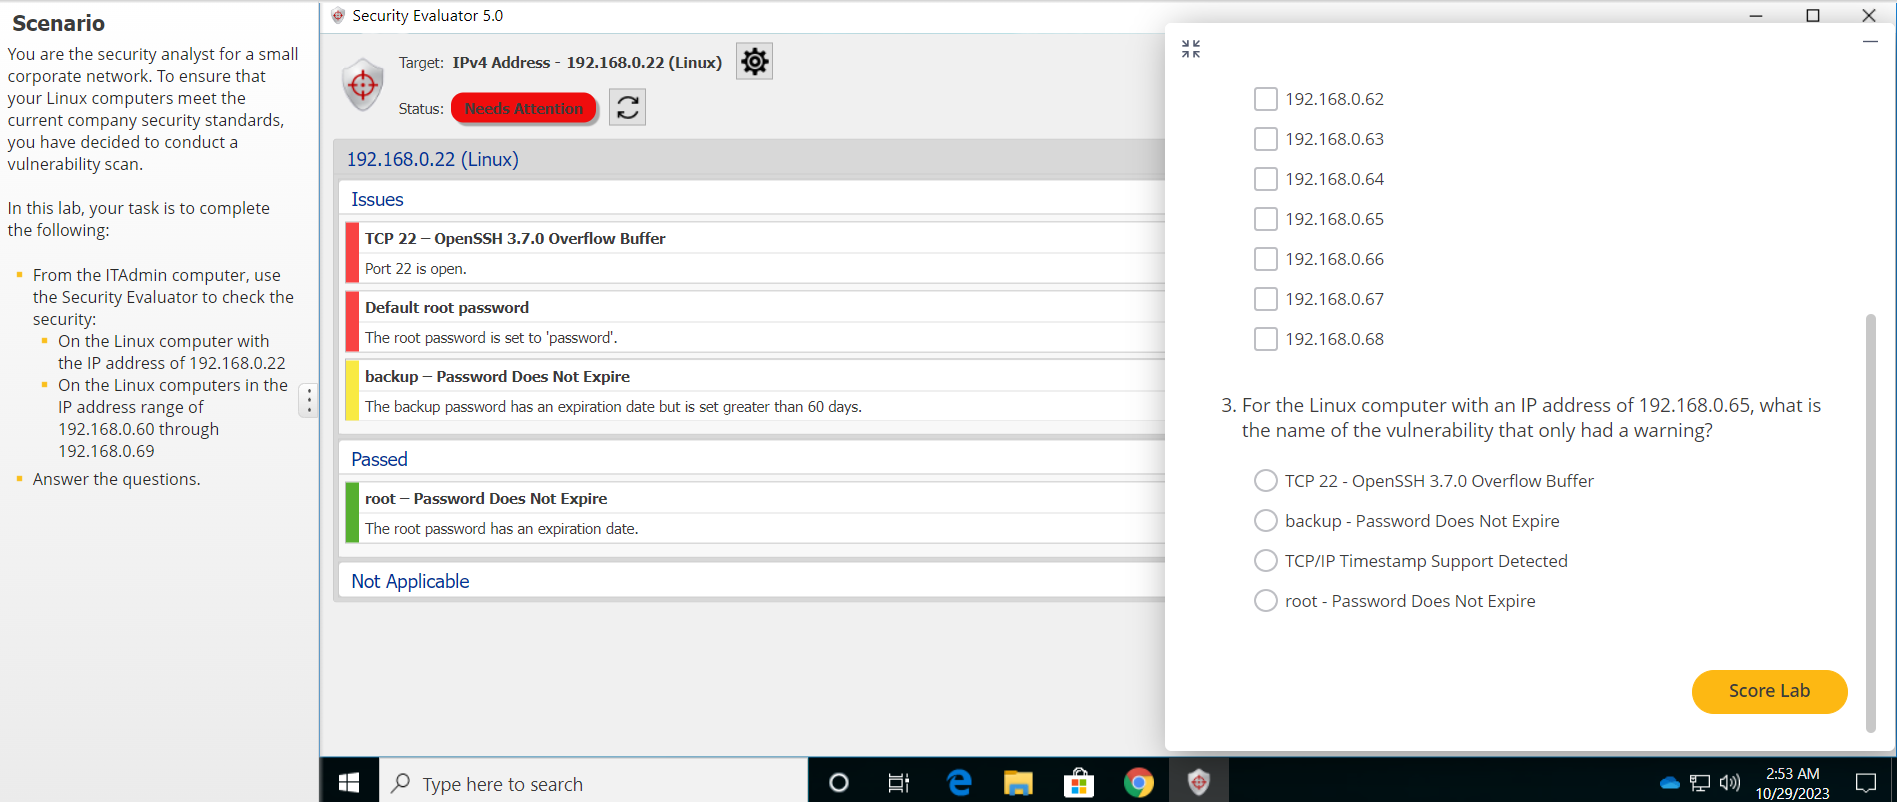 Scenario
You are the security analyst for a small
corporate network. To ensure that
your Linux computers meet the
current company security standards,
you have decided to conduct a
vulnerability scan.
In this lab, your task is to complete
the following:
From the ITAdmin computer, use
the Security Evaluator to check the
security:
On the Linux computer with
the IP address of 192.168.0.22
On the Linux computers in the
IP address range of
192.168.0.60 through
192.168.0.69
Answer the questions.
Security Evaluator 5.0
Target: IPv4 Address - 192.168.0.22 (Linux)
Status: Needs Attention
192.168.0.22 (Linux)
Issues
TCP 22 – OpenSSH 3.7.0 Overflow Buffer
Port 22 is open.
Default root password
The root password is set to 'password'.
backup – Password Does Not Expire
The backup password has an expiration date but is set greater than 60 days.
Passed
root – Password Does Not Expire
The root password has an expiration date.
Not Applicable
192.168.0.62
192.168.0.63
192.168.0.64
192.168.0.65
192.168.0.66
192.168.0.67
192.168.0.68
3. For the Linux computer with an IP address of 192.168.0.65, what is
the name of the vulnerability that only had a warning?
TCP 22 - OpenSSH 3.7.0 Overflow Buffer
backup - Password Does Not Expire
TCP/IP Timestamp Support Detected
root - Password Does Not Expire
Score Lab
Type here to search
2:53 AM
10/29/2023